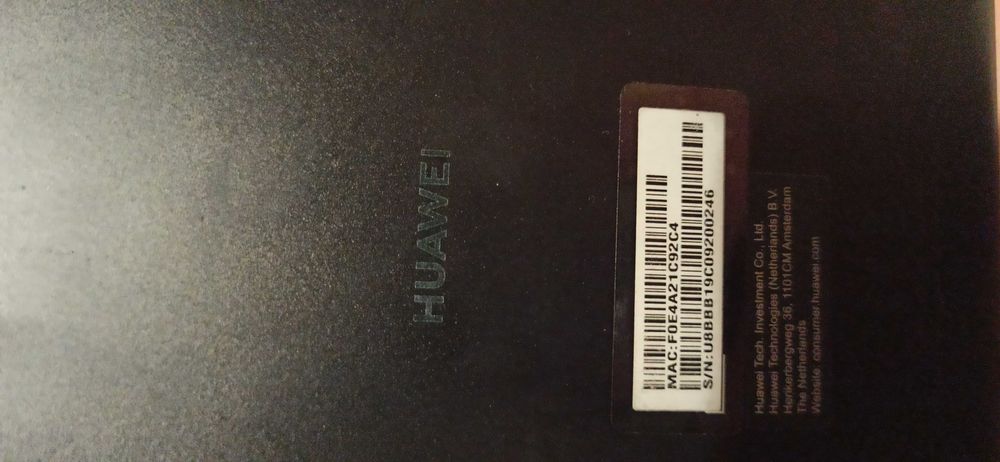 HUAWEI
MAC:F0E4A21C92C4
S/N:U8BBB19C09200246
Huawei Tech. Investment Co., Ltd.
Huawei Technologies (Netherlands) B.V.
Herikerbergweg 36, 1101CM Amsterdam
The Netherlands
Website: consumer.huawei.com